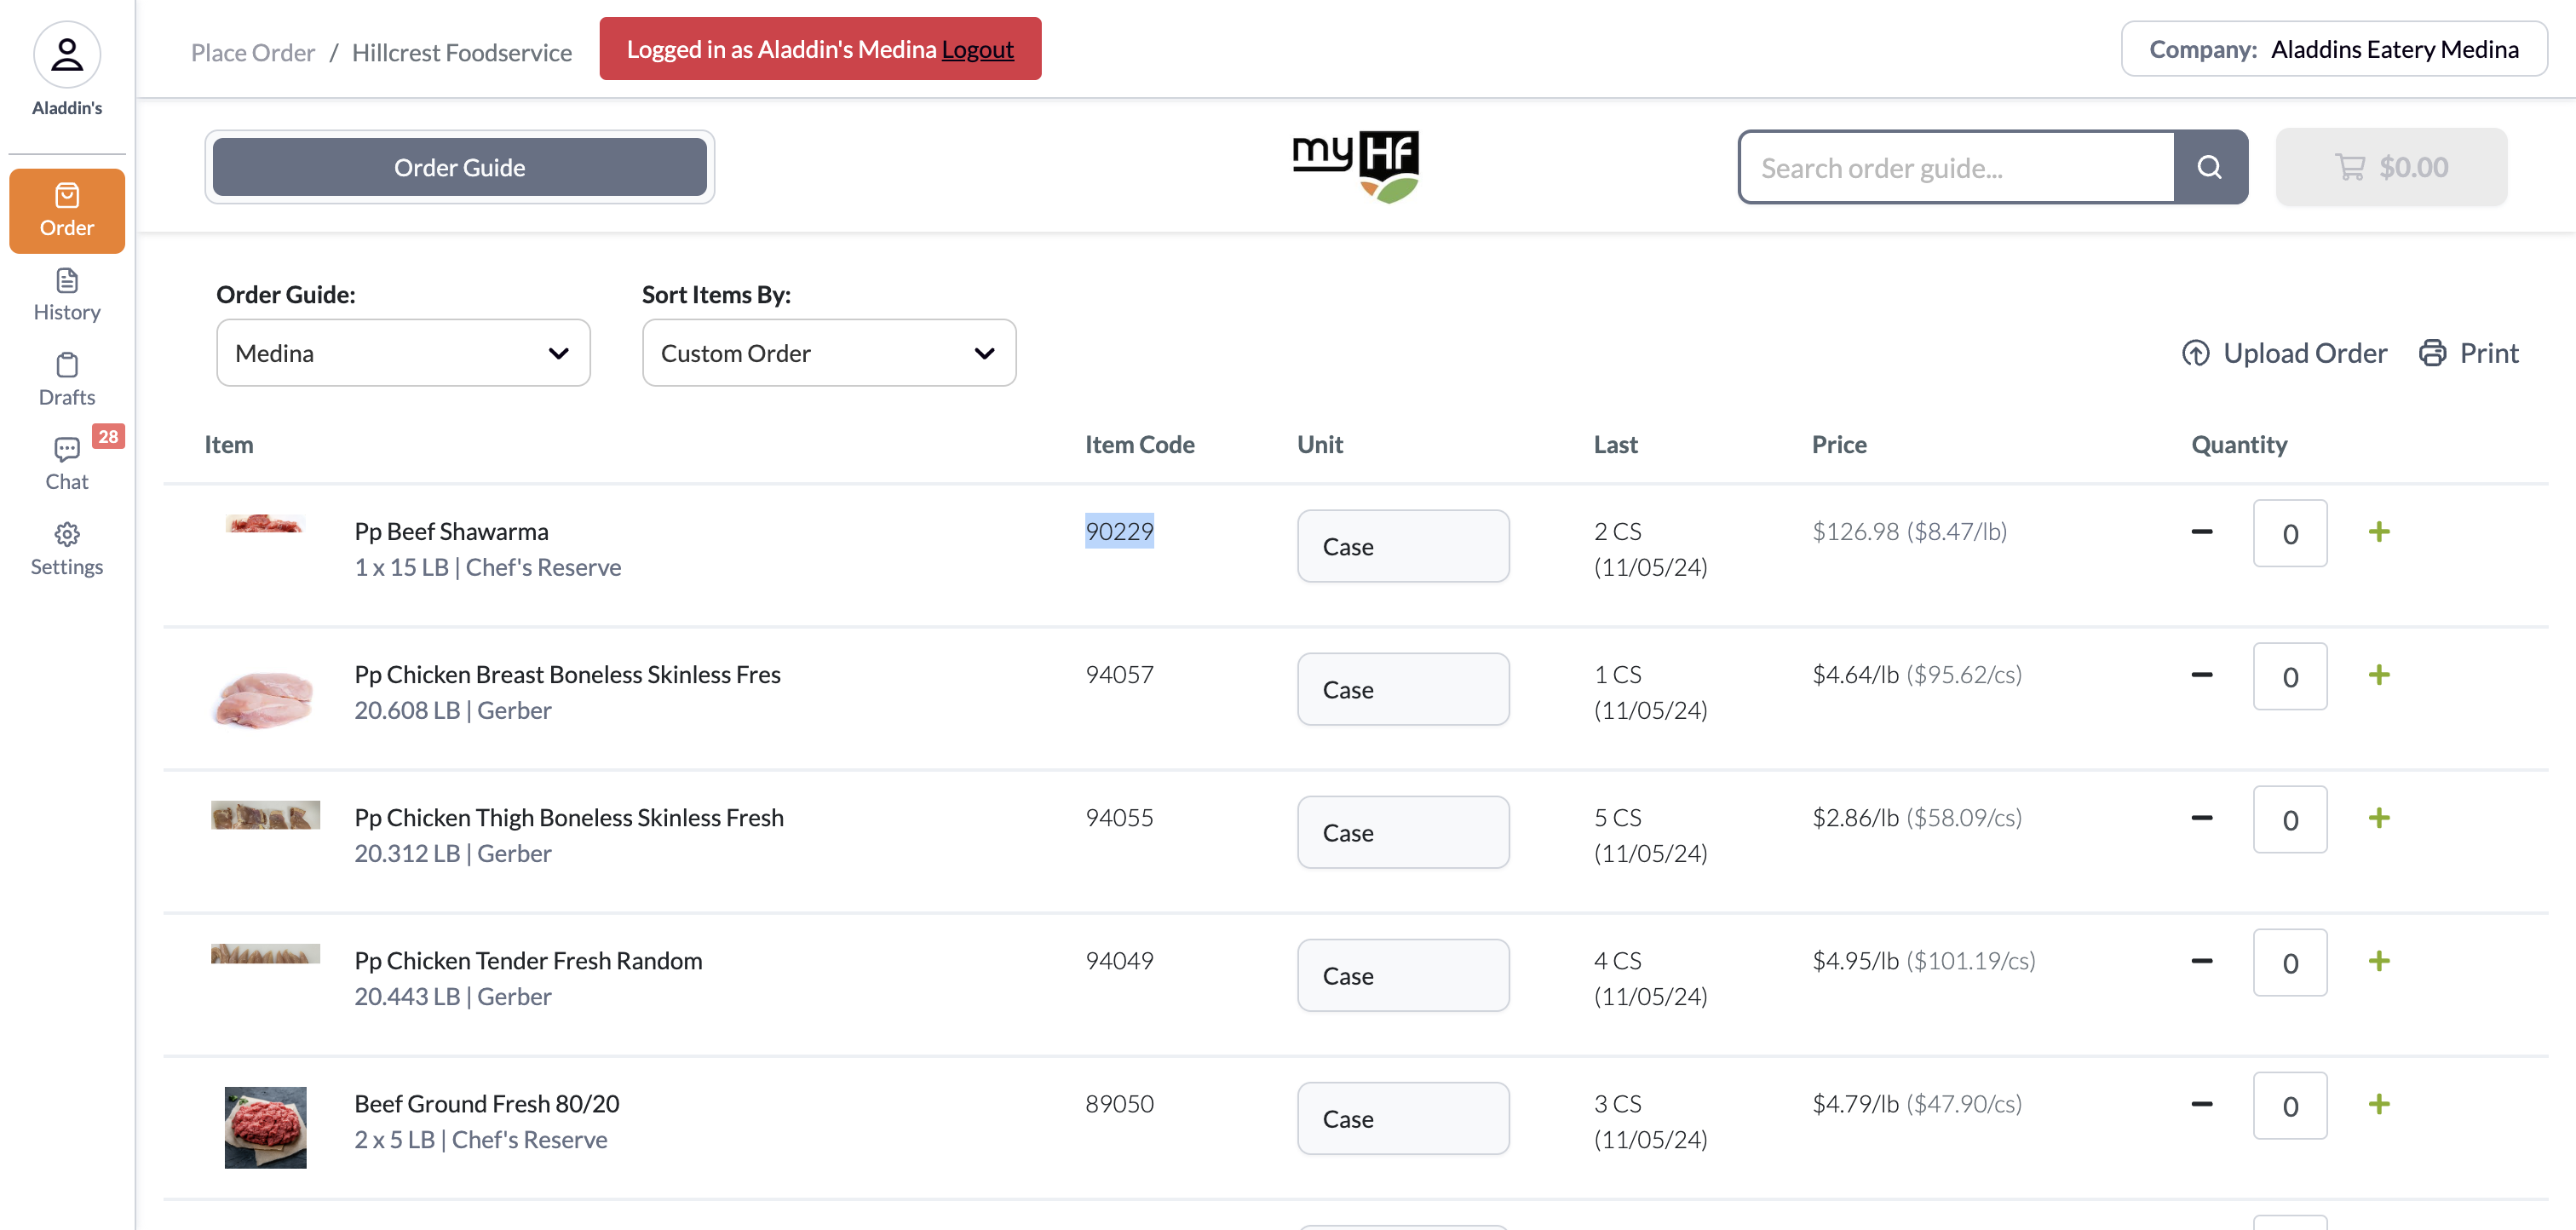 Aladdin's
Order
History
Drafts
28
Chat
Settings
Place Order / Hillcrest Foodservice
Logged in as Aladdin's Medina Logout
Company: Aladdins Eatery Medina
Order Guide
my Hf
Search order guide...
$0.00
Order Guide:
Medina
Sort Items By:
Custom Order
Upload Order
Print
Item Item Code Unit Last Price Quantity
Pp Beef Shawarma
1 x 15 LB | Chef's Reserve
90229
Case
2 CS
(11/05/24)
$126.98 ($8.47/lb)
0
Pp Chicken Breast Boneless Skinless Fres
20.608 LB | Gerber
94057
Case
1 CS
(11/05/24)
$4.64/lb ($95.62/cs)
0
Pp Chicken Thigh Boneless Skinless Fresh
20.312 LB | Gerber
94055
Case
5 CS
(11/05/24)
$2.86/lb ($58.09/cs)
0
Pp Chicken Tender Fresh Random
20.443 LB | Gerber
94049
Case
4 CS
(11/05/24)
$4.95/lb ($101.19/cs)
0
Beef Ground Fresh 80/20
2 x 5 LB | Chef's Reserve
89050
Case
3 CS
(11/05/24)
$4.79/lb ($47.90/cs)
0